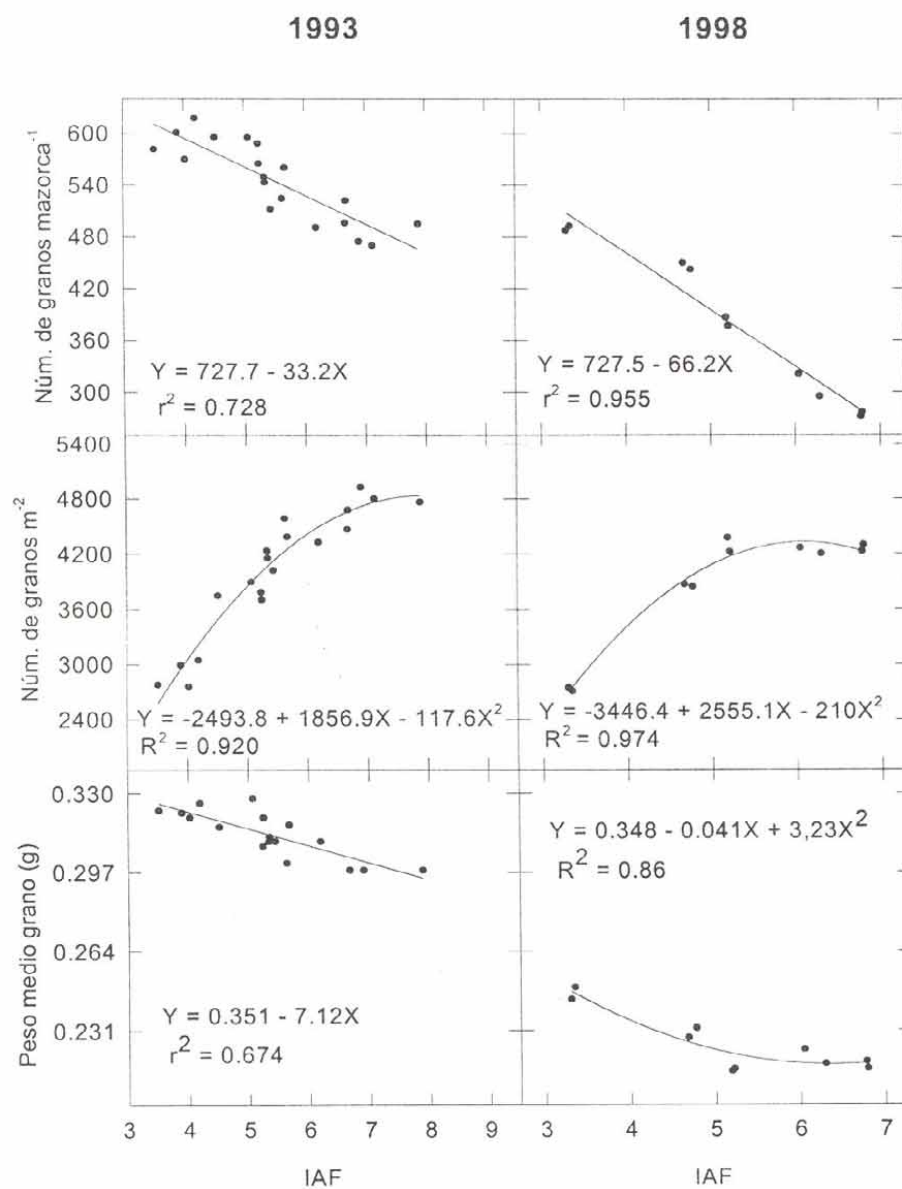 1993
1998
Núm. de granos mazorca⁻¹
600
540
480
420
360
300
Y = 727.7 - 33.2X
r² = 0.728
Y = 727.5 - 66.2X
r² = 0.955
Núm. de granos m⁻²
5400
4800
4200
3600
3000
2400
Y = -2493.8 + 1856.9X - 117.6X²
R² = 0.920
Y = -3446.4 + 2555.1X - 210X²
R² = 0.974
Peso medio grano (g)
0.330
0.297
0.264
0.231
Y = 0.351 - 7.12X
r² = 0.674
Y = 0.348 - 0.041X + 3,23X²
R² = 0.86
3 4 5 6 7 8 9
3 4 5 6 7
IAF
IAF